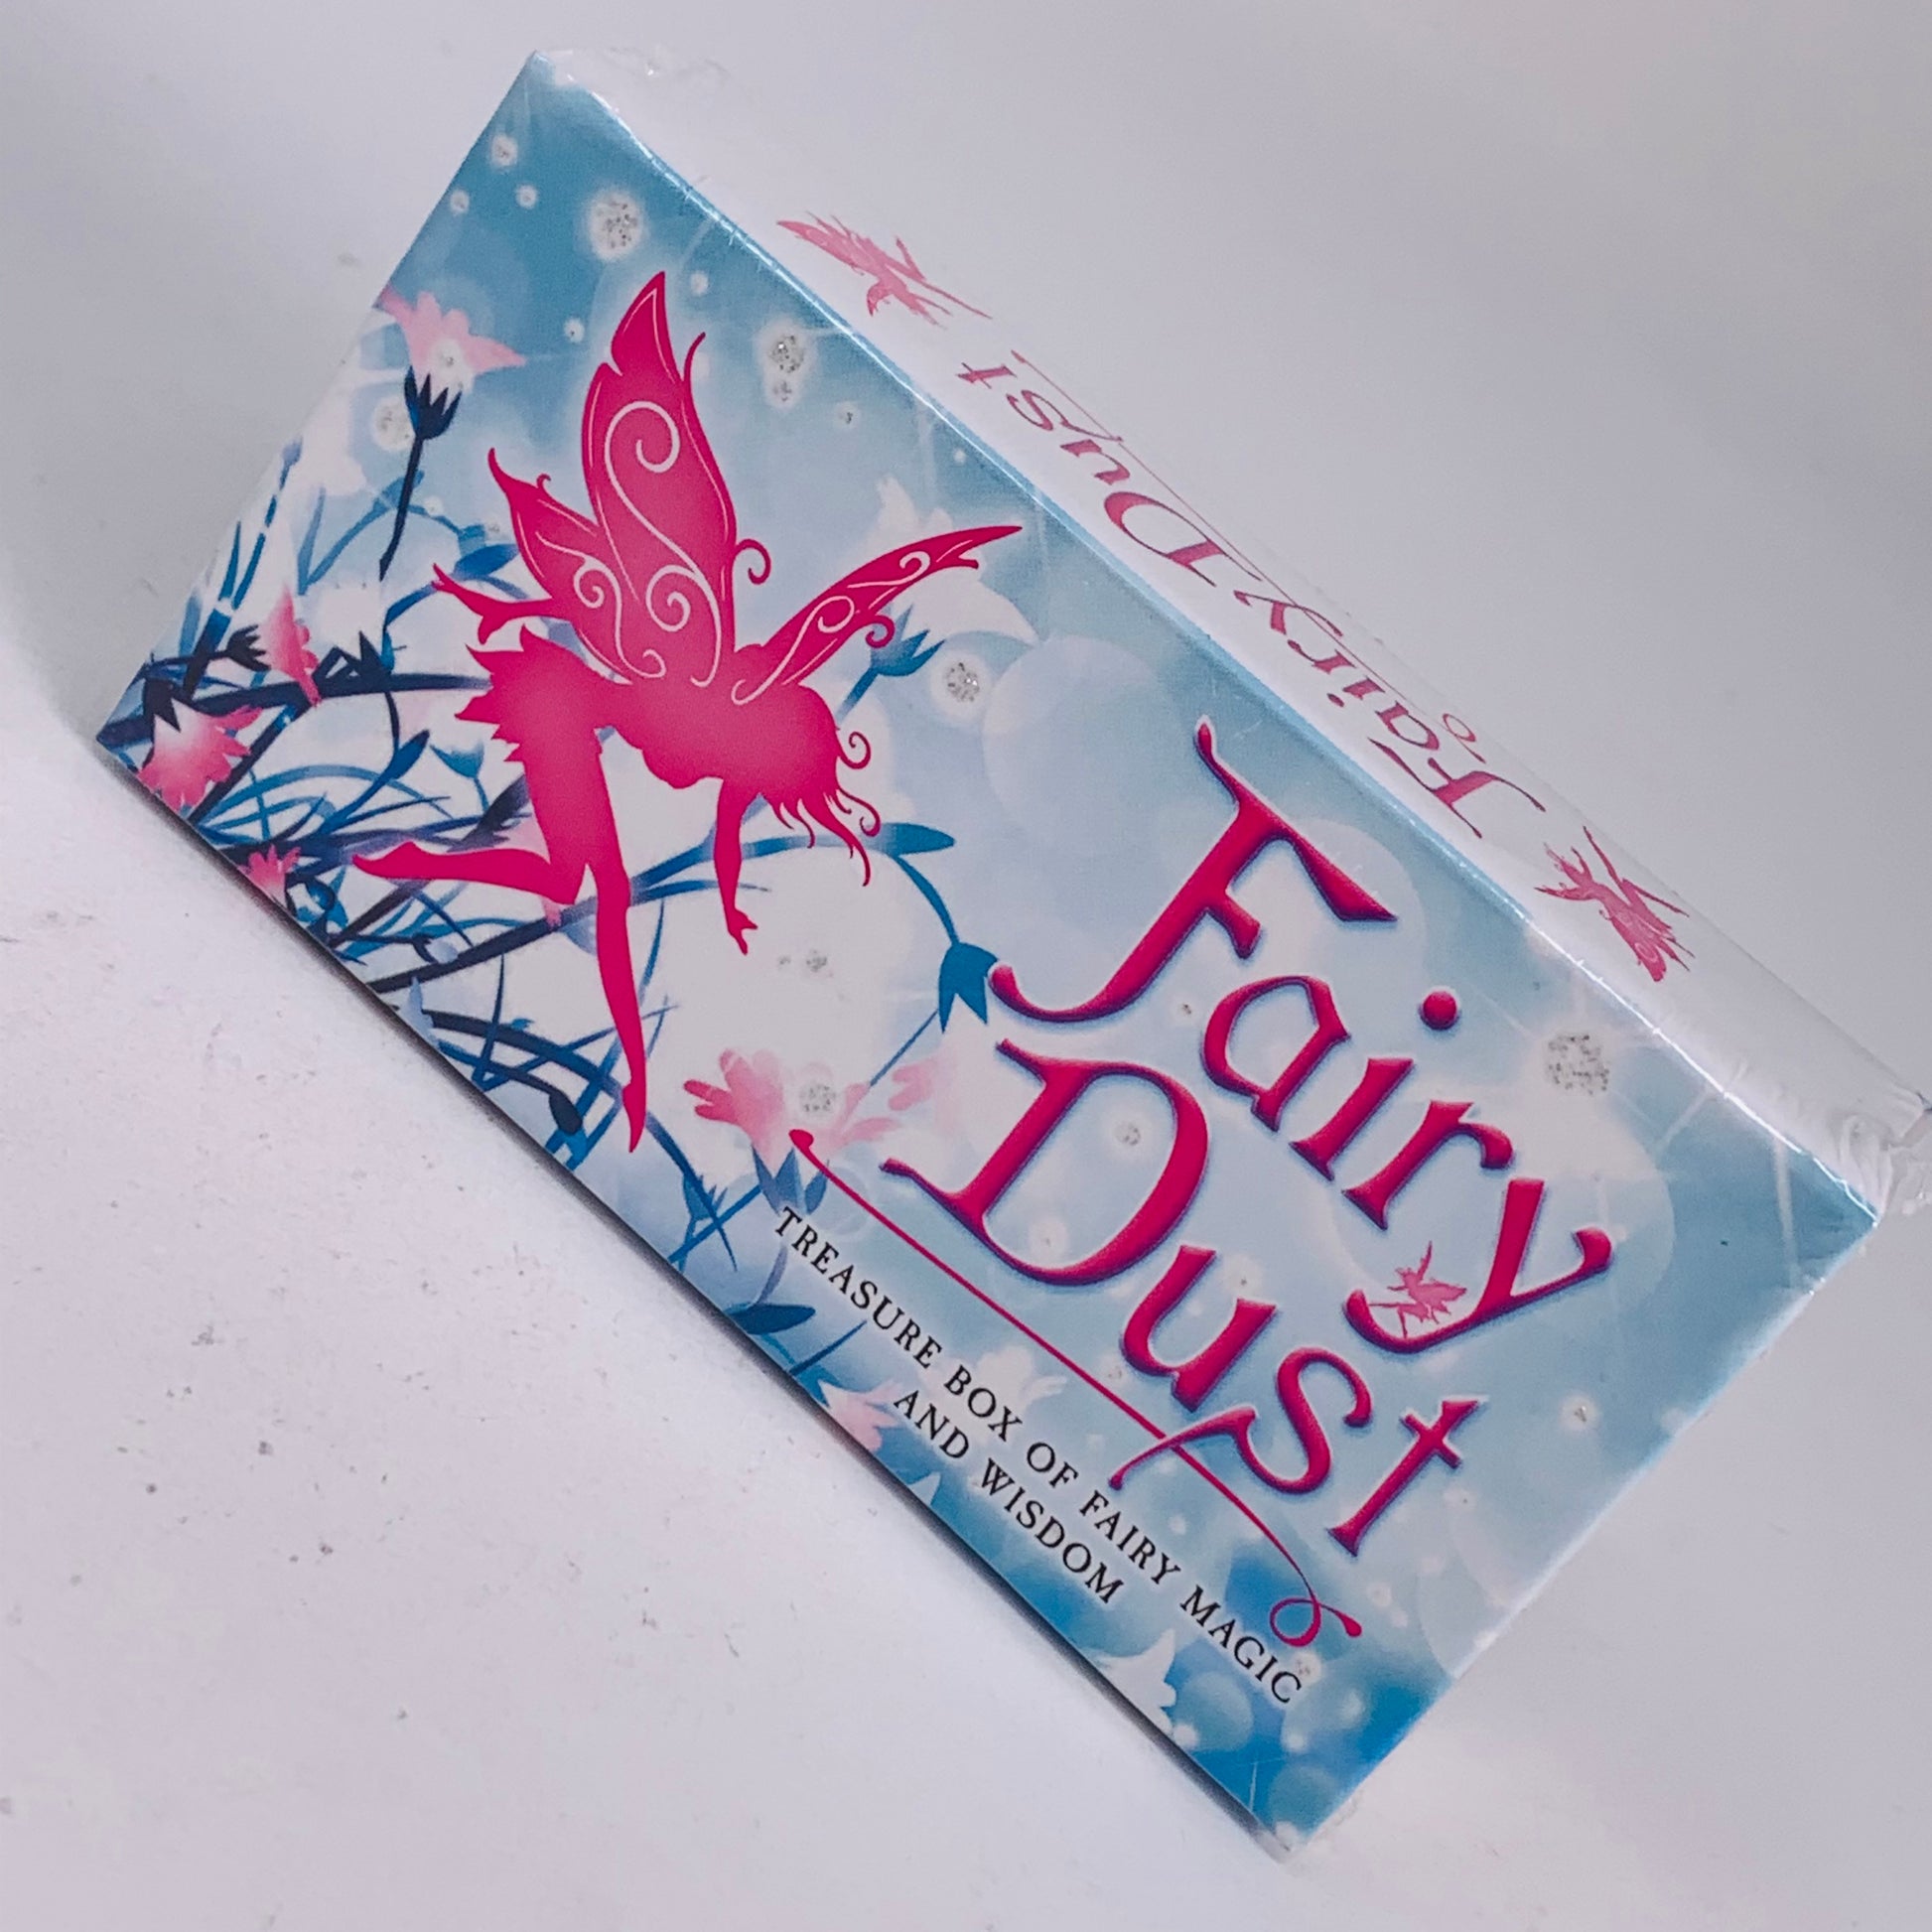 Fairy
Dust
TREASURE BOX OF FAIRY MAGIC
AND WISDOM
Fairy Dust